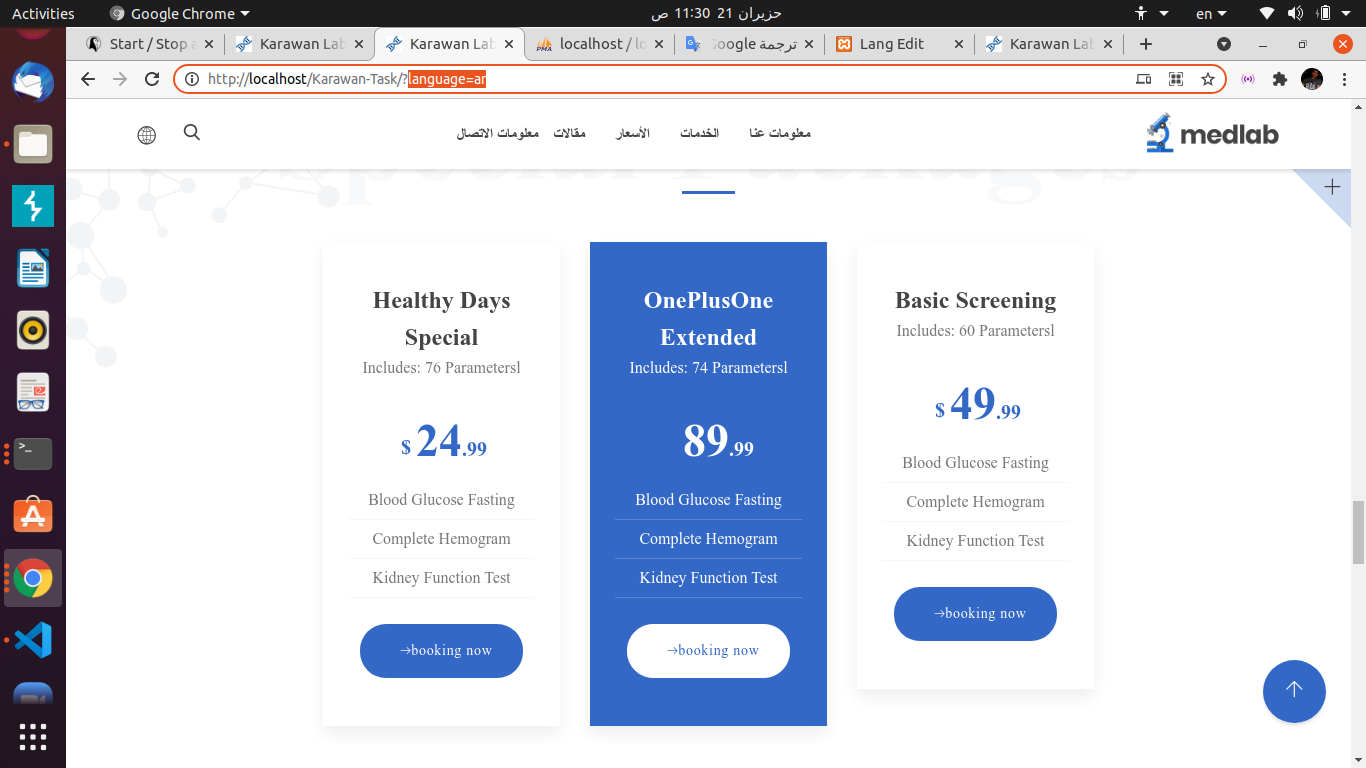 Activities
Google Chrome
حزيران 21 11:30 ص
en
Start / Stop a
Karawan Lab
Karawan Lab
localhost / lo
ترجمة Google
Lang Edit
Karawan Lab
http://localhost/Karawan-Task/?language=ar
medlab
معلومات عنا
الخدمات
الأسعار
مقالات
معلومات الاتصال
Special Packages
Healthy Days
Special
Includes: 76 Parametersl
$ 24.99
Blood Glucose Fasting
Complete Hemogram
Kidney Function Test
→booking now
OnePlusOne
Extended
Includes: 74 Parametersl
89.99
Blood Glucose Fasting
Complete Hemogram
Kidney Function Test
→booking now
Basic Screening
Includes: 60 Parametersl
$ 49.99
Blood Glucose Fasting
Complete Hemogram
Kidney Function Test
→booking now